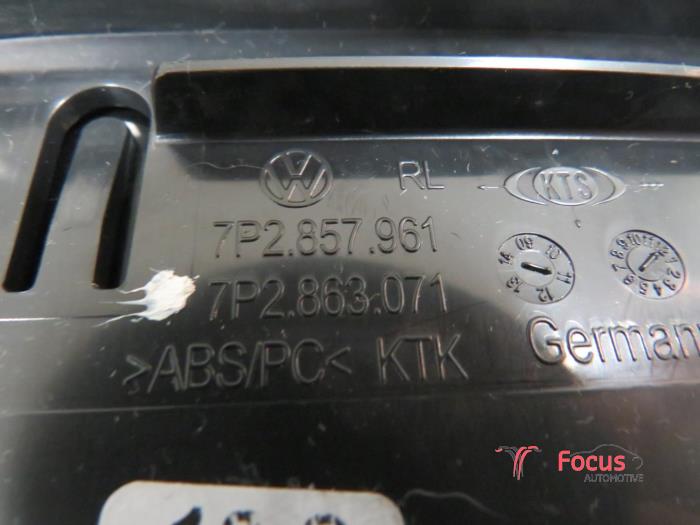 RL KTS
7P2.857.961
7P2.863.071
>ABS/PC< KTK
German
Focus
AUTOMOTIVE